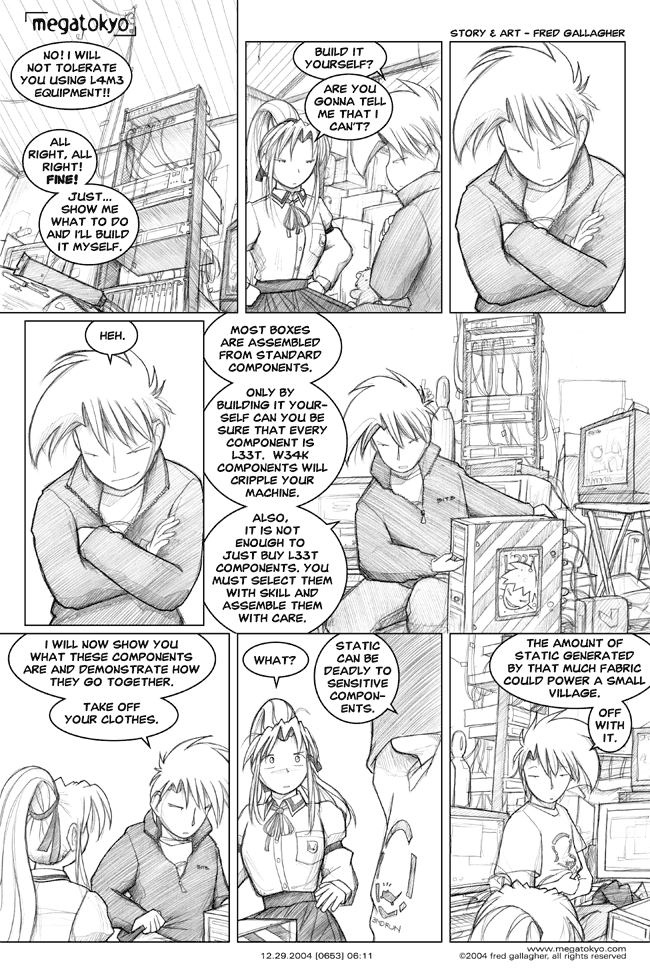 megatokyo
STORY & ART - FRED GALLAGHER
NO! I WILL
NOT TOLERATE
YOU USING L4M3
EQUIPMENT!!
ALL
RIGHT, ALL
RIGHT!
FINE!
JUST...
SHOW ME
WHAT TO DO
AND I'LL BUILD
IT MYSELF.
BUILD IT
YOURSELF?
ARE YOU
GONNA TELL
ME THAT I
CAN'T?
HEH.
MOST BOXES
ARE ASSEMBLED
FROM STANDARD
COMPONENTS.
ONLY BY
BUILDING IT YOUR-
SELF CAN YOU BE
SURE THAT EVERY
COMPONENT IS
L33T. W34K
COMPONENTS WILL
CRIPPLE YOUR
MACHINE.
ALSO,
IT IS NOT
ENOUGH TO
JUST BUY L33T
COMPONENTS. YOU
MUST SELECT THEM
WITH SKILL AND
ASSEMBLE THEM
WITH CARE.
BITE
L33T
I WILL NOW SHOW YOU
WHAT THESE COMPONENTS
ARE AND DEMONSTRATE HOW
THEY GO TOGETHER.
TAKE OFF
YOUR CLOTHES.
BITE
WHAT?
STATIC
CAN BE
DEADLY TO
SENSITIVE
COMPON-
ENTS.
END RUN
THE AMOUNT OF
STATIC GENERATED
BY THAT MUCH FABRIC
COULD POWER A SMALL
VILLAGE.
OFF
WITH
IT.
12.29.2004 [0653] 06:11
www.megatokyo.com
©2004 fred gallagher, all rights reserved